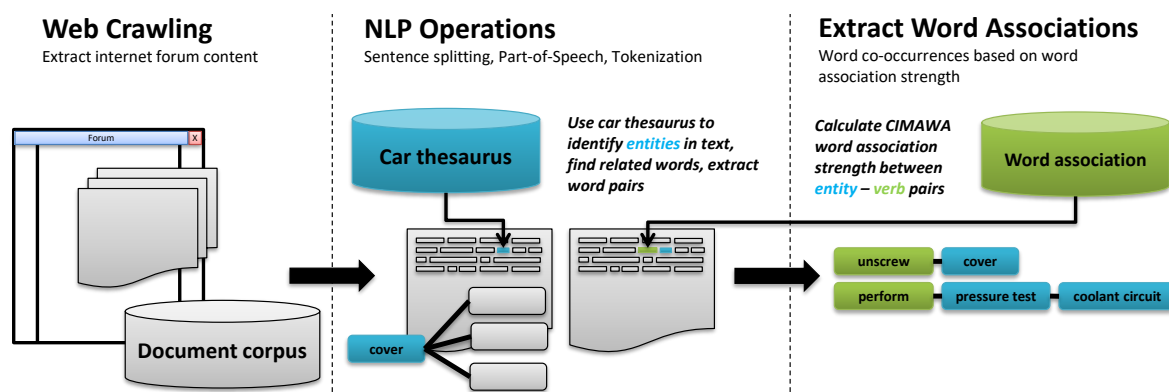 Web Crawling
Extract internet forum content
Forum
X
Document corpus
NLP Operations
Sentence splitting, Part-of-Speech, Tokenization
Car thesaurus
Use car thesaurus to
identify entities in text,
find related words, extract
word pairs
cover
Extract Word Associations
Word co-occurrences based on word
association strength
Calculate CIMAWA
word association
strength between
entity – verb pairs
Word association
unscrew
cover
perform
pressure test
coolant circuit